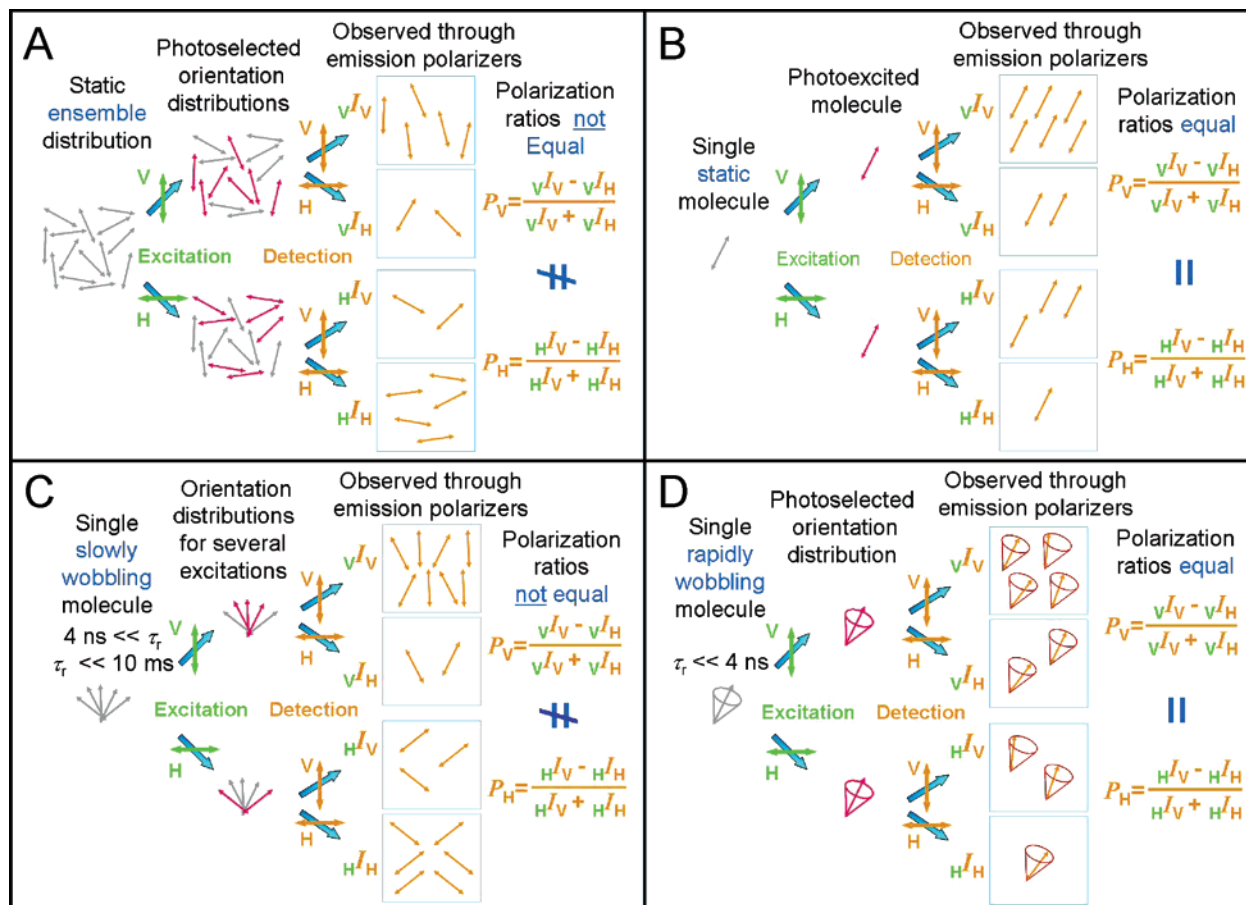 A
Static
ensemble
distribution
Photoselected
orientation
distributions
Observed through
emission polarizers
Polarization
ratios not
Equal
V
H
Excitation
Detection
V
H
V
H
VIV
VIH
HIV
HIH
PV = (VIV - VIH) / (VIV + VIH)
≠
PH = (HIV - HIH) / (HIV + HIH)
B
Single
static
molecule
Photoexcited
molecule
Observed through
emission polarizers
Polarization
ratios equal
V
H
Excitation
Detection
V
H
V
H
VIV
VIH
HIV
HIH
PV = (VIV - VIH) / (VIV + VIH)
=
PH = (HIV - HIH) / (HIV + HIH)
C
Single
slowly
wobbling
molecule
4 ns << τr
τr << 10 ms
Orientation
distributions
for several
excitations
Observed through
emission polarizers
Polarization
ratios
not equal
V
H
Excitation
Detection
V
H
V
H
VIV
VIH
HIV
HIH
PV = (VIV - VIH) / (VIV + VIH)
≠
PH = (HIV - HIH) / (HIV + HIH)
D
Single
rapidly
wobbling
molecule
τr << 4 ns
Photoselected
orientation
distribution
Observed through
emission polarizers
Polarization
ratios equal
V
H
Excitation
Detection
V
H
V
H
VIV
VIH
HIV
HIH
PV = (VIV - VIH) / (VIV + VIH)
=
PH = (HIV - HIH) / (HIV + HIH)